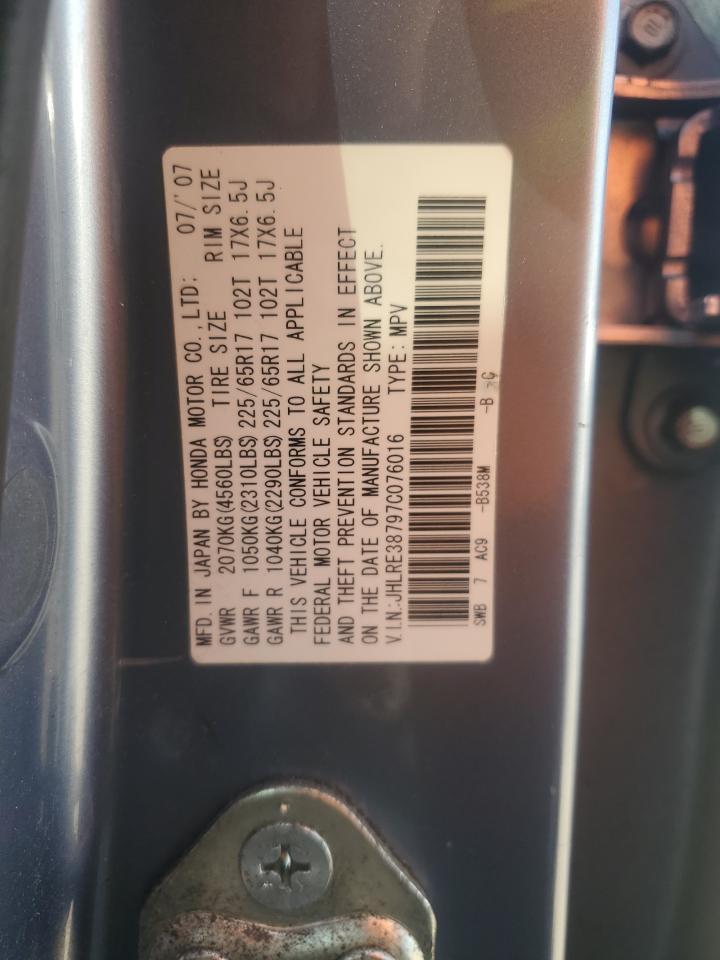 MFD. IN JAPAN BY HONDA MOTOR CO., LTD: 07/'07
GVWR 2070KG(4560LBS) TIRE SIZE RIM SIZE
GAWR F 1050KG(2310LBS) 225/65R17 102T 17X6. 5J
GAWR R 1040KG(2290LBS) 225/65R17 102T 17X6. 5J
THIS VEHICLE CONFORMS TO ALL APPLICABLE
FEDERAL MOTOR VEHICLE SAFETY
AND THEFT PREVENTION STANDARDS IN EFFECT
ON THE DATE OF MANUFACTURE SHOWN ABOVE.
V.I.N.:JHLRE38797C076016 TYPE: MPV
SWB 7 AC9 -B538M -B
10